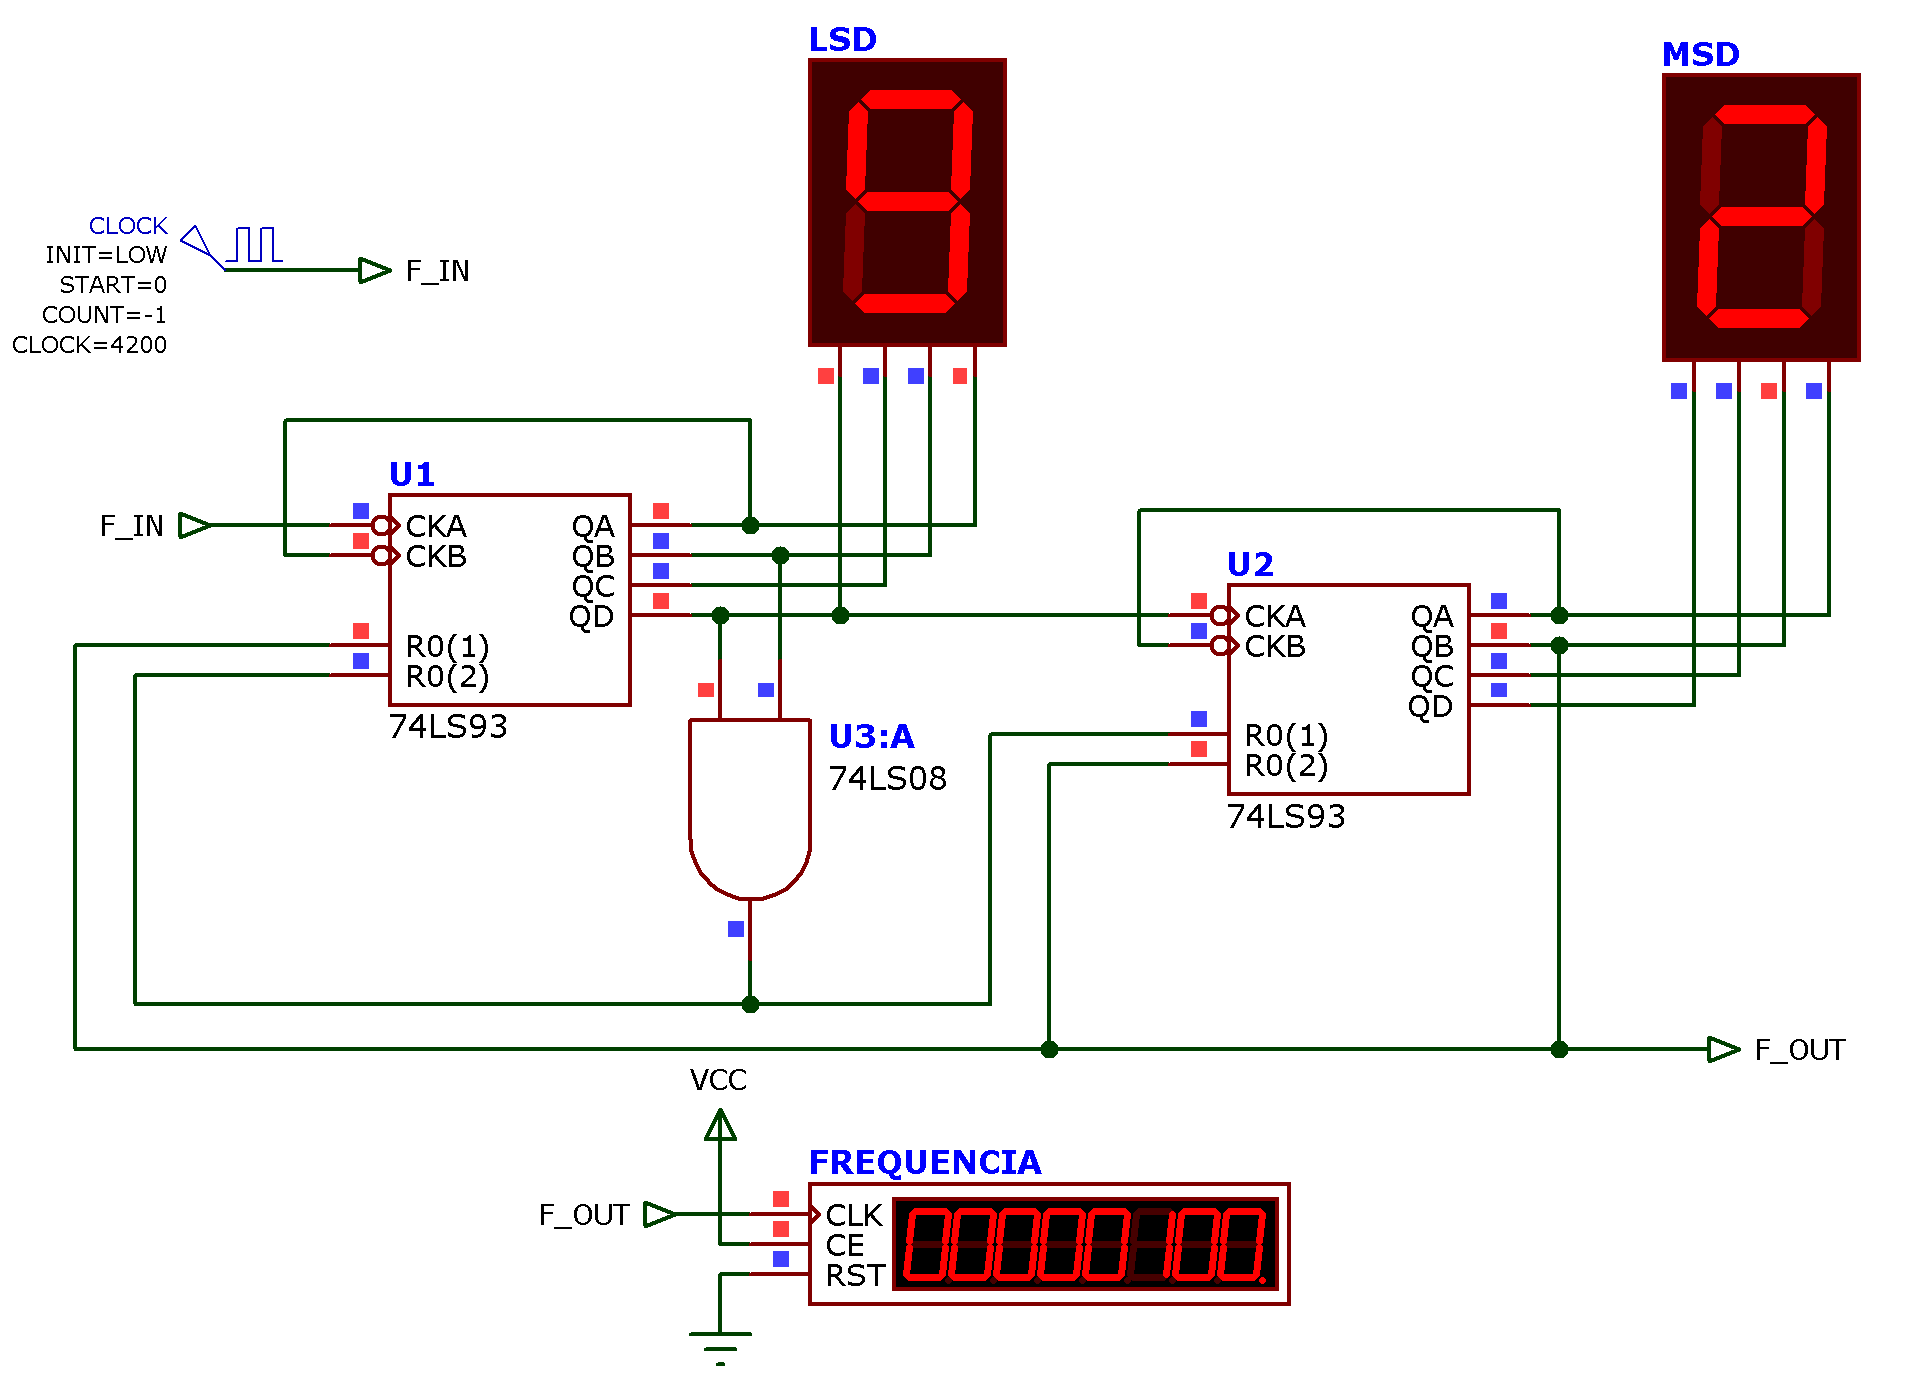 LSD
MSD
9
2
CLOCK
INIT=LOW
START=0
COUNT=-1
CLOCK=4200
F_IN
U1
F_IN
CKA
CKB
R0(1)
R0(2)
QA
QB
QC
QD
74LS93
U2
CKA
CKB
R0(1)
R0(2)
QA
QB
QC
QD
74LS93
U3:A
74LS08
F_OUT
VCC
FREQUENCIA
F_OUT
CLK
CE
RST
00000100.